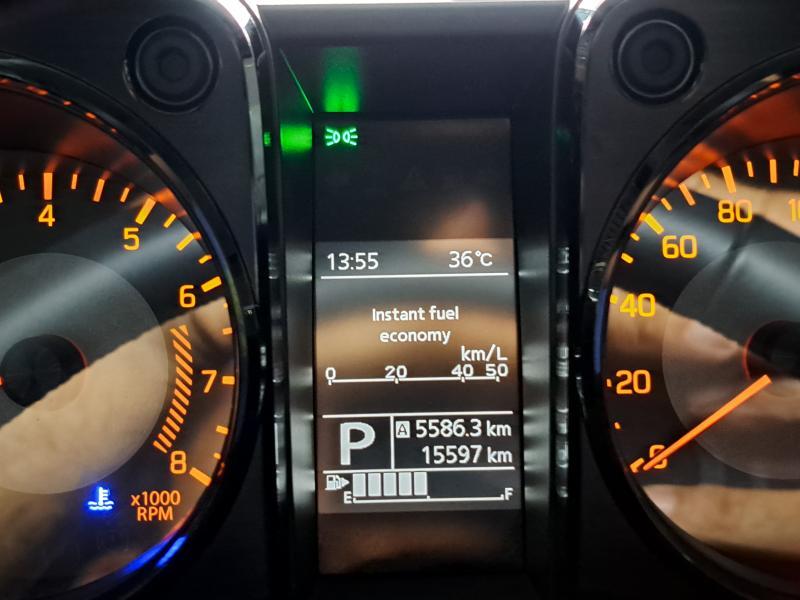 4
5
6
7
8
x1000
RPM
13:55 36°C
Instant fuel
economy
km/L
0 20 40 50
P
A 5586.3 km
15597 km
E F
80
60
40
20
0